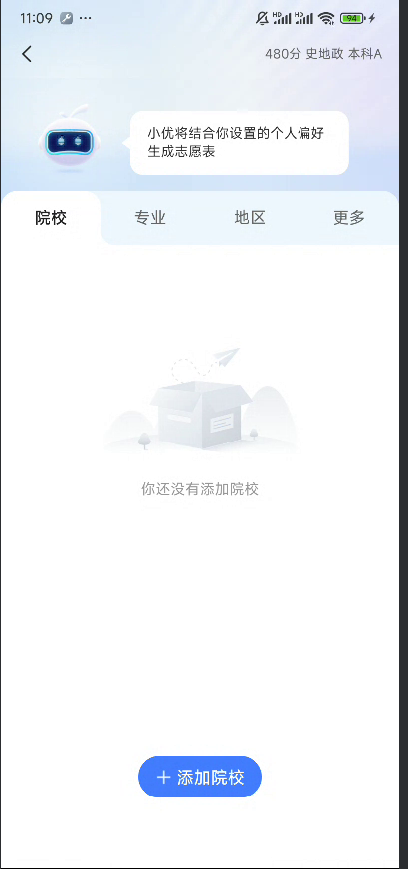 11:09 ···
HD HD 94
480分 史地政 本科A
小优将结合你设置的个人偏好
生成志愿表
院校 专业 地区 更多
你还没有添加院校
+ 添加院校